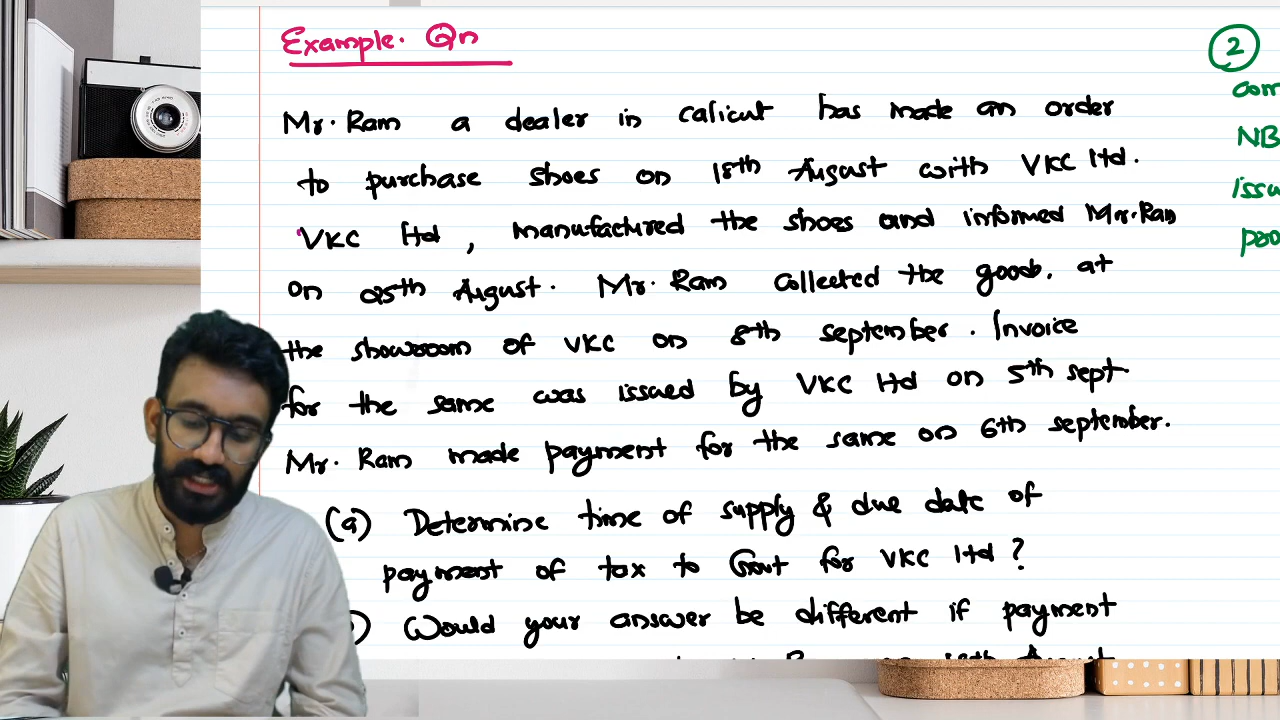 Example. Qn
Mr. Ram a dealer in calicut has made an order
to purchase shoes on 18th August with VKC ltd.
VKC ltd, manufactured the shoes and informed Mr. Ram
on 25th August. Mr. Ram collected the goods, at
the showroom of VKC on 8th september. Invoice
for the same was issued by VKC ltd on 5th sept.
Mr. Ram made payment for the same on 6th september.
(a) Determine time of supply & due date of
payment of tax to Govt for VKC ltd?
) Would your answer be different if payment
2
NB